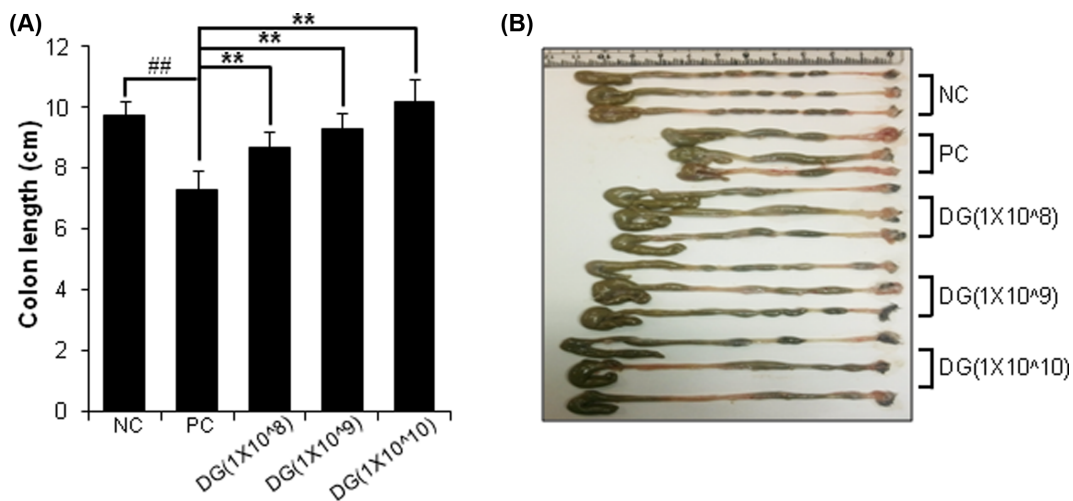 (A)
Colon length (cm)
12
10
8
6
4
2
0
##
**
**
**
NC
PC
DG(1X10^8)
DG(1X10^9)
DG(1X10^10)
(B)
NC
PC
DG(1X10^8)
DG(1X10^9)
DG(1X10^10)